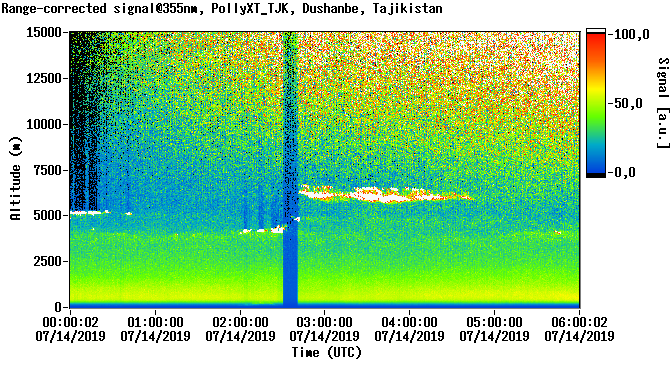 Range-corrected signal@355nm, PollyXT_TJK, Dushanbe, Tajikistan
15000
12500
10000
7500
5000
2500
0
Altitude (m)
00:00:02 01:00:00 02:00:00 03:00:00 04:00:00 05:00:00 06:00:02
07/14/2019 07/14/2019 07/14/2019 07/14/2019 07/14/2019 07/14/2019 07/14/2019
Time (UTC)
100,0
50,0
0,0
Signal [a.u.]